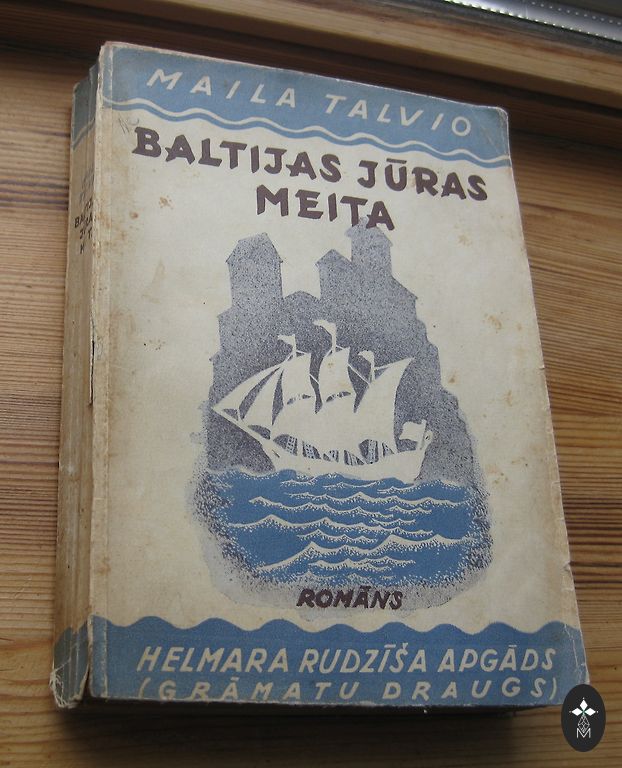 MAILA TALVIO
BALTIJAS JŪRAS
MEITA
ROMĀNS
HELMARA RUDZĪŠA APGĀDS
(GRĀMATU DRAUGS)
M